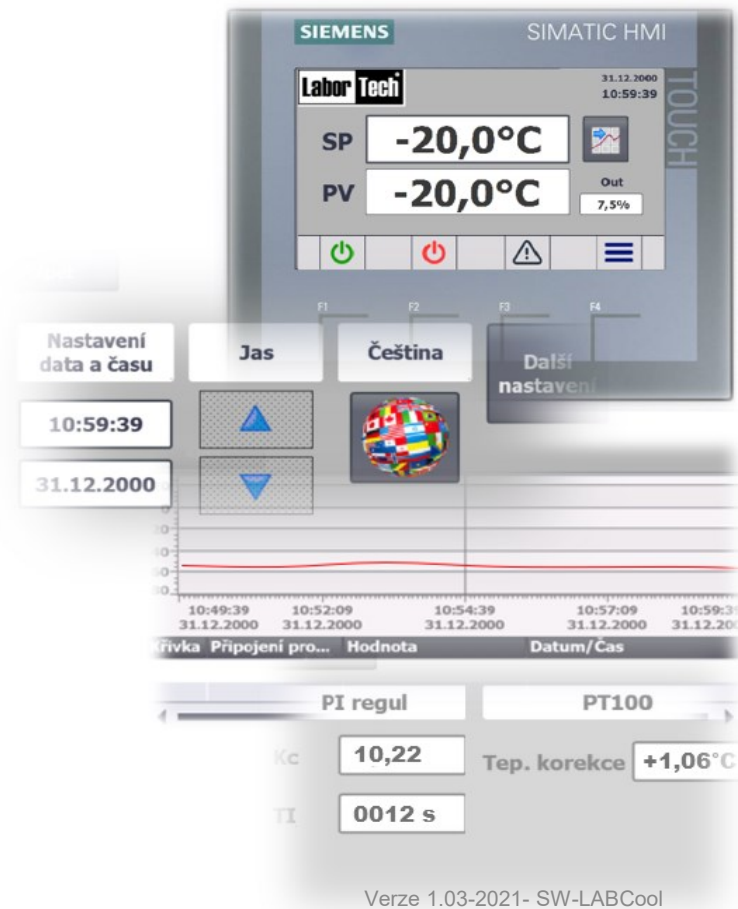 SIEMENS
SIMATIC HMI
TOUCH
Labor Tech
31.12.2000
10:59:39
SP
-20,0°C
PV
-20,0°C
Out
7,5%
F1
F2
F3
F4
Nastavení
data a času
Jas
Čeština
Další
nastavení
10:59:39
31.12.2000
10:49:39
31.12.2000
10:52:09
31.12.2000
10:54:39
31.12.2000
10:57:09
31.12.2000
Připojení pro...
Hodnota
Datum/Čas
PI regul
PT100
Kc
10,22
Tep. korekce
+1,06°C
TI
0012 s
Verze 1.03-2021- SW-LABCool